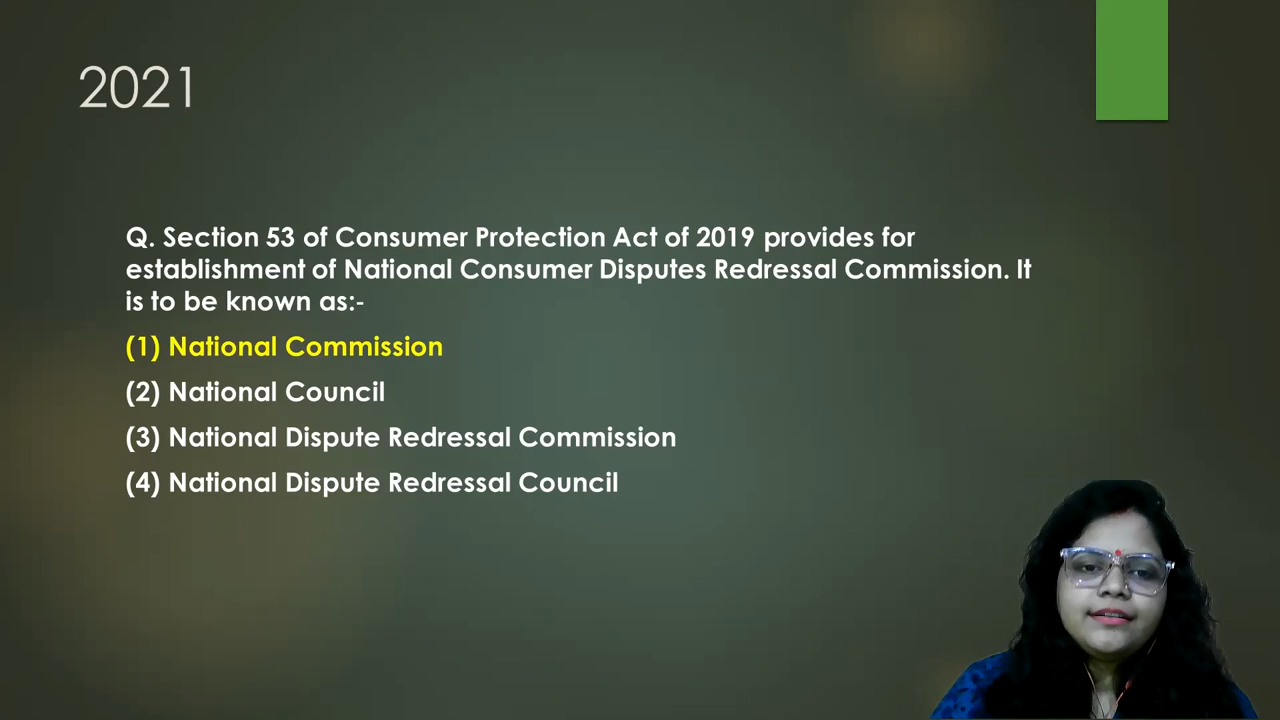 2021
Q. Section 53 of Consumer Protection Act of 2019 provides for
establishment of National Consumer Disputes Redressal Commission. It
is to be known as:-
(1) National Commission
(2) National Council
(3) National Dispute Redressal Commission
(4) National Dispute Redressal Council